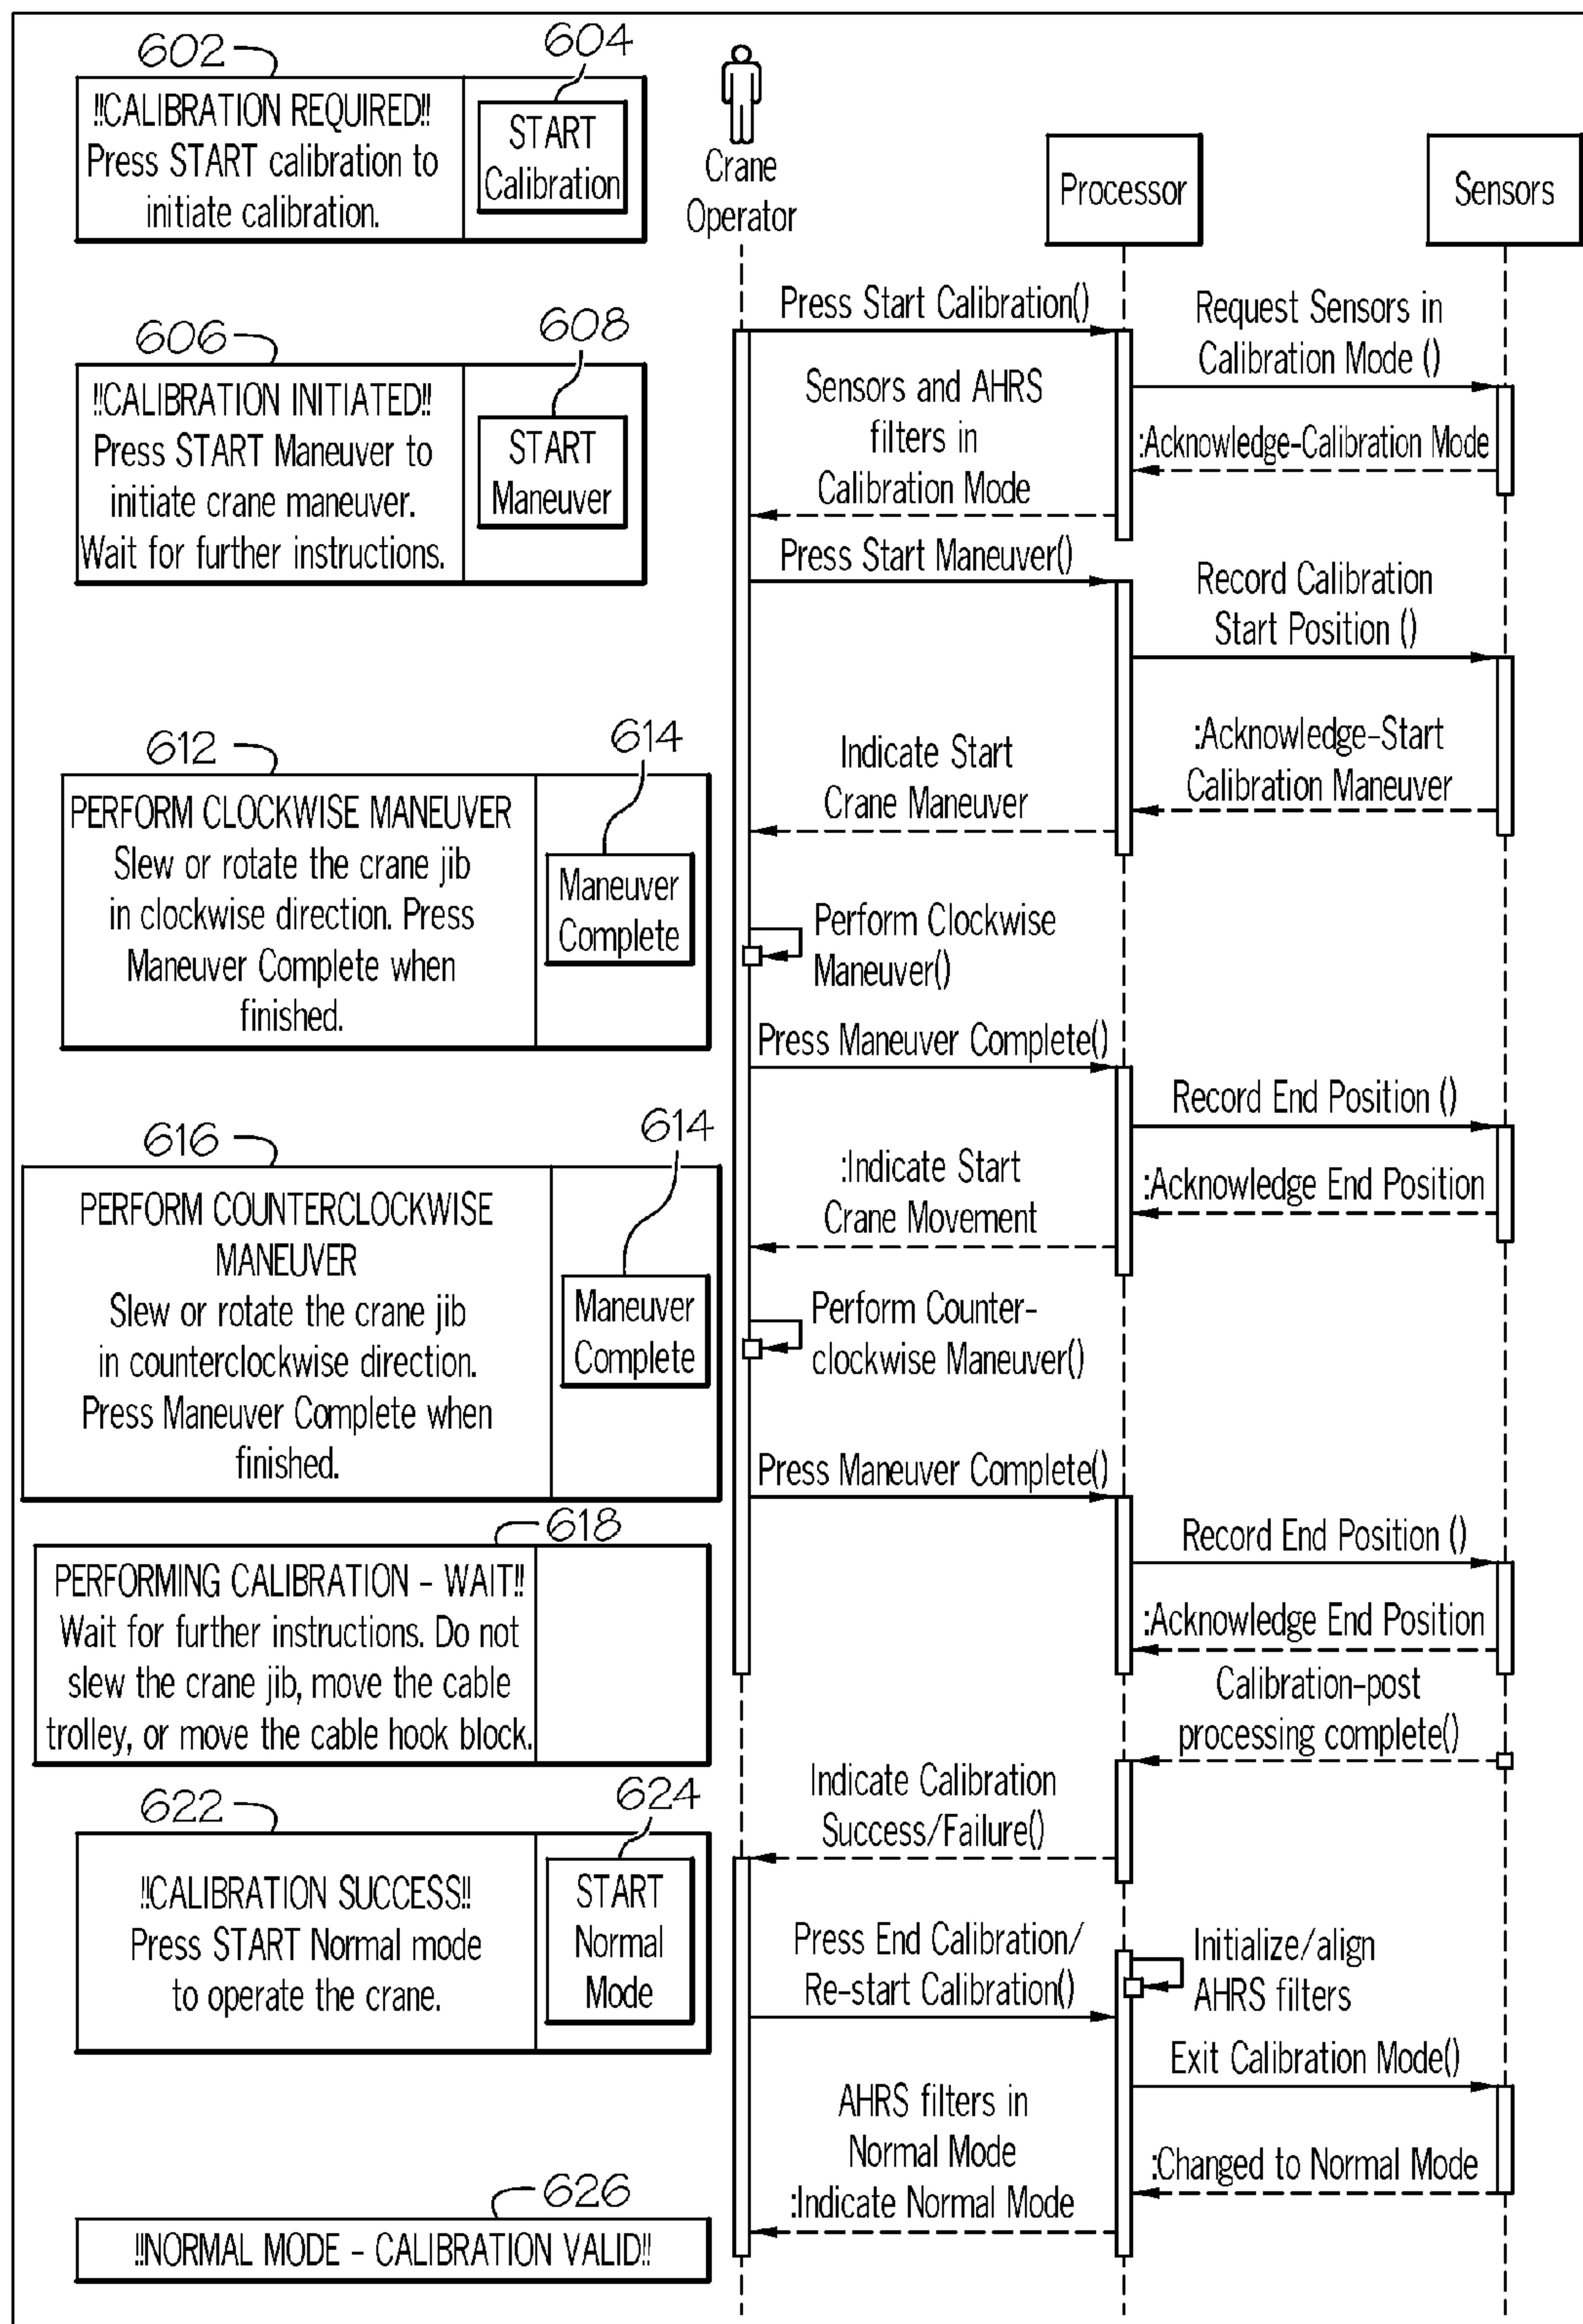 602
604
!!CALIBRATION REQUIRED!!
Press START calibration to
initiate calibration.
START
Calibration
Crane
Operator
Processor
Sensors
Press Start Calibration()
Request Sensors in
Calibration Mode ()
606
608
!!CALIBRATION INITIATED!!
Press START Maneuver to
initiate crane maneuver.
Wait for further instructions.
START
Maneuver
Sensors and AHRS
filters in
Calibration Mode
:Acknowledge-Calibration Mode
Press Start Maneuver()
Record Calibration
Start Position ()
612
614
PERFORM CLOCKWISE MANEUVER
Slew or rotate the crane jib
in clockwise direction. Press
Maneuver Complete when
finished.
Maneuver
Complete
Indicate Start
Crane Maneuver
:Acknowledge-Start
Calibration Maneuver
Perform Clockwise
Maneuver()
Press Maneuver Complete()
Record End Position ()
616
614
PERFORM COUNTERCLOCKWISE
MANEUVER
Slew or rotate the crane jib
in counterclockwise direction.
Press Maneuver Complete when
finished.
Maneuver
Complete
:Indicate Start
Crane Movement
:Acknowledge End Position
Perform Counter-
clockwise Maneuver()
Press Maneuver Complete()
Record End Position ()
618
PERFORMING CALIBRATION - WAIT!!
Wait for further instructions. Do not
slew the crane jib, move the cable
trolley, or move the cable hook block.
:Acknowledge End Position
Calibration-post
processing complete()
Indicate Calibration
Success/Failure()
622
624
!!CALIBRATION SUCCESS!!
Press START Normal mode
to operate the crane.
START
Normal
Mode
Press End Calibration/
Re-start Calibration()
Initialize/align
AHRS filters
Exit Calibration Mode()
AHRS filters in
Normal Mode
:Indicate Normal Mode
:Changed to Normal Mode
626
!!NORMAL MODE - CALIBRATION VALID!!